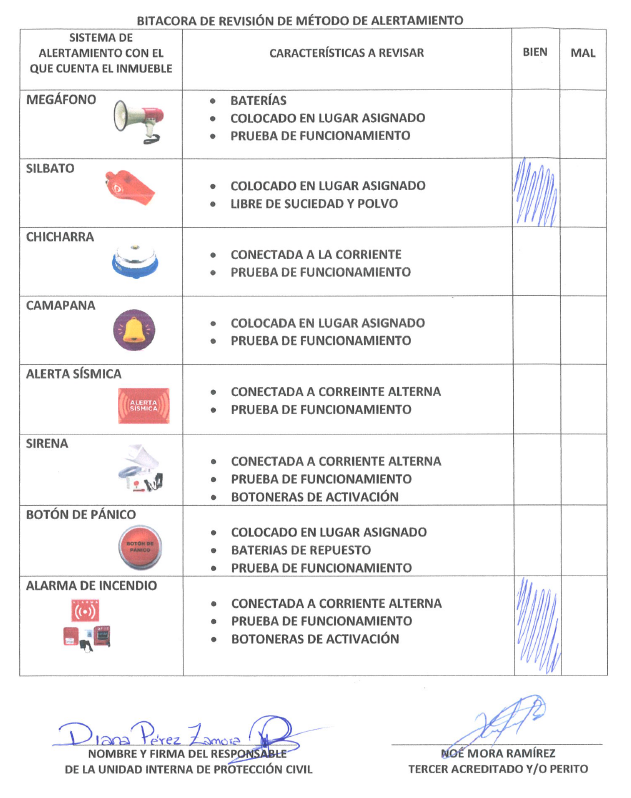 BITACORA DE REVISIÓN DE MÉTODO DE ALERTAMIENTO
SISTEMA DE
ALERTAMIENTO CON EL
QUE CUENTA EL INMUEBLE
CARACTERÍSTICAS A REVISAR
BIEN
MAL
MEGÁFONO
BATERÍAS
COLOCADO EN LUGAR ASIGNADO
PRUEBA DE FUNCIONAMIENTO
SILBATO
COLOCADO EN LUGAR ASIGNADO
LIBRE DE SUCIEDAD Y POLVO
CHICHARRA
CONECTADA A LA CORRIENTE
PRUEBA DE FUNCIONAMIENTO
CAMAPANA
COLOCADA EN LUGAR ASIGNADO
PRUEBA DE FUNCIONAMIENTO
ALERTA SÍSMICA
ALERTA
SÍSMICA
CONECTADA A CORREINTE ALTERNA
PRUEBA DE FUNCIONAMIENTO
SIRENA
CONECTADA A CORRIENTE ALTERNA
PRUEBA DE FUNCIONAMIENTO
BOTONERAS DE ACTIVACIÓN
BOTÓN DE PÁNICO
BOTÓN DE
PÁNICO
COLOCADO EN LUGAR ASIGNADO
BATERIAS DE REPUESTO
PRUEBA DE FUNCIONAMIENTO
ALARMA DE INCENDIO
CONECTADA A CORRIENTE ALTERNA
PRUEBA DE FUNCIONAMIENTO
BOTONERAS DE ACTIVACIÓN
Diana Pérez Zamora
NOMBRE Y FIRMA DEL RESPONSABLE
DE LA UNIDAD INTERNA DE PROTECCIÓN CIVIL
NOÉ MORA RAMÍREZ
TERCER ACREDITADO Y/O PERITO